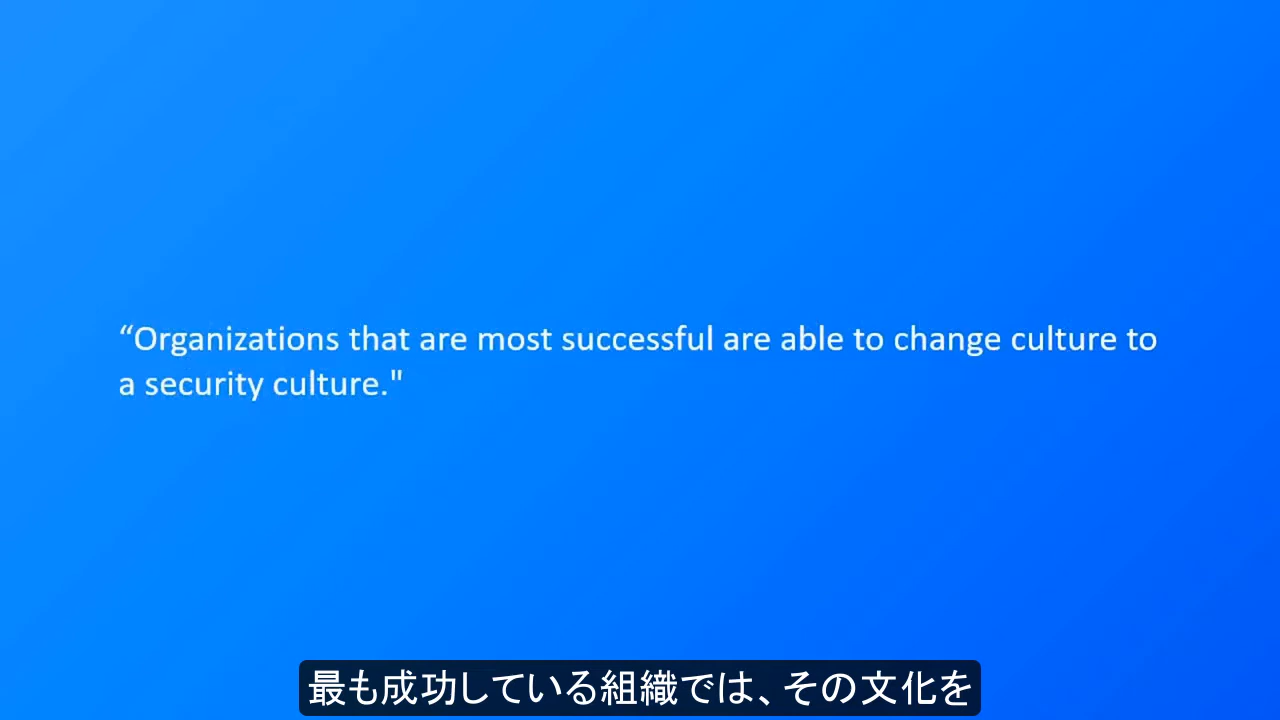 “Organizations that are most successful are able to change culture to
a security culture."
最も成功している組織では、その文化を